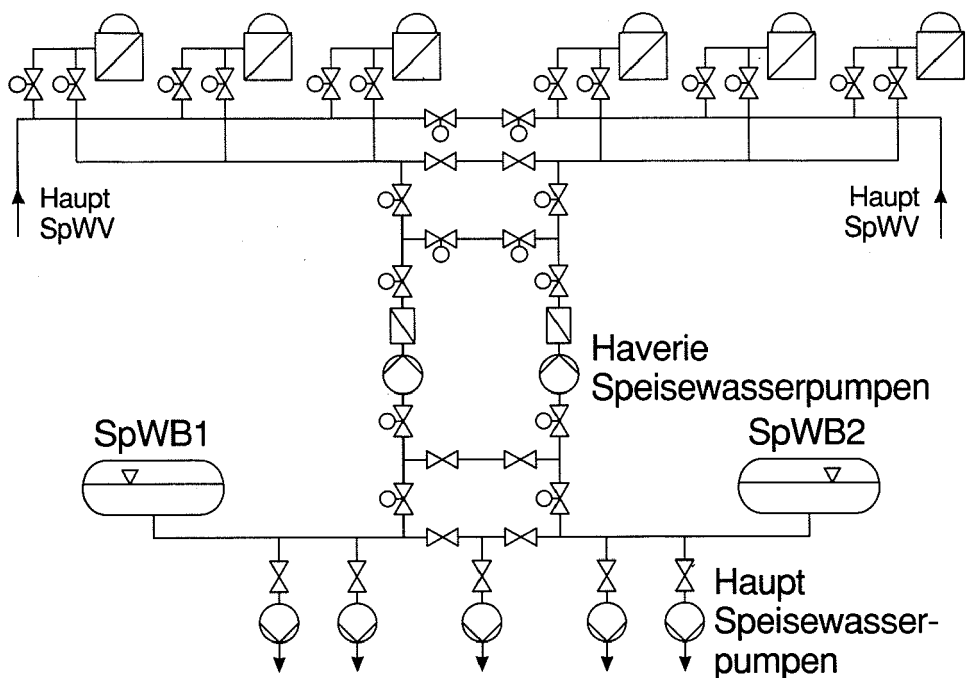 Haupt
SpWV
Haupt
SpWV
Haverie
Speisewasserpumpen
SpWB1
SpWB2
Haupt
Speisewasser-
pumpen